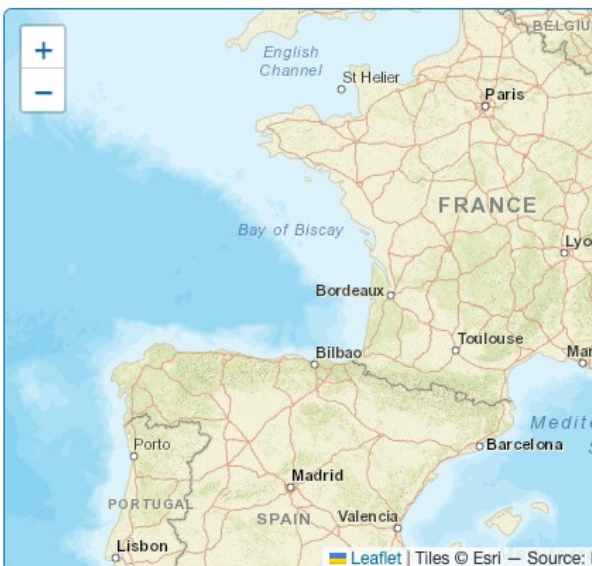 +
−
English
Channel
BELGIU
St Helier
Paris
FRANCE
Bay of Biscay
Lyo
Bordeaux
Toulouse
Bilbao
Mar
Medite
S
Porto
Barcelona
Madrid
PORTUGAL
SPAIN
Valencia
Lisbon
Leaflet | Tiles © Esri — Source: